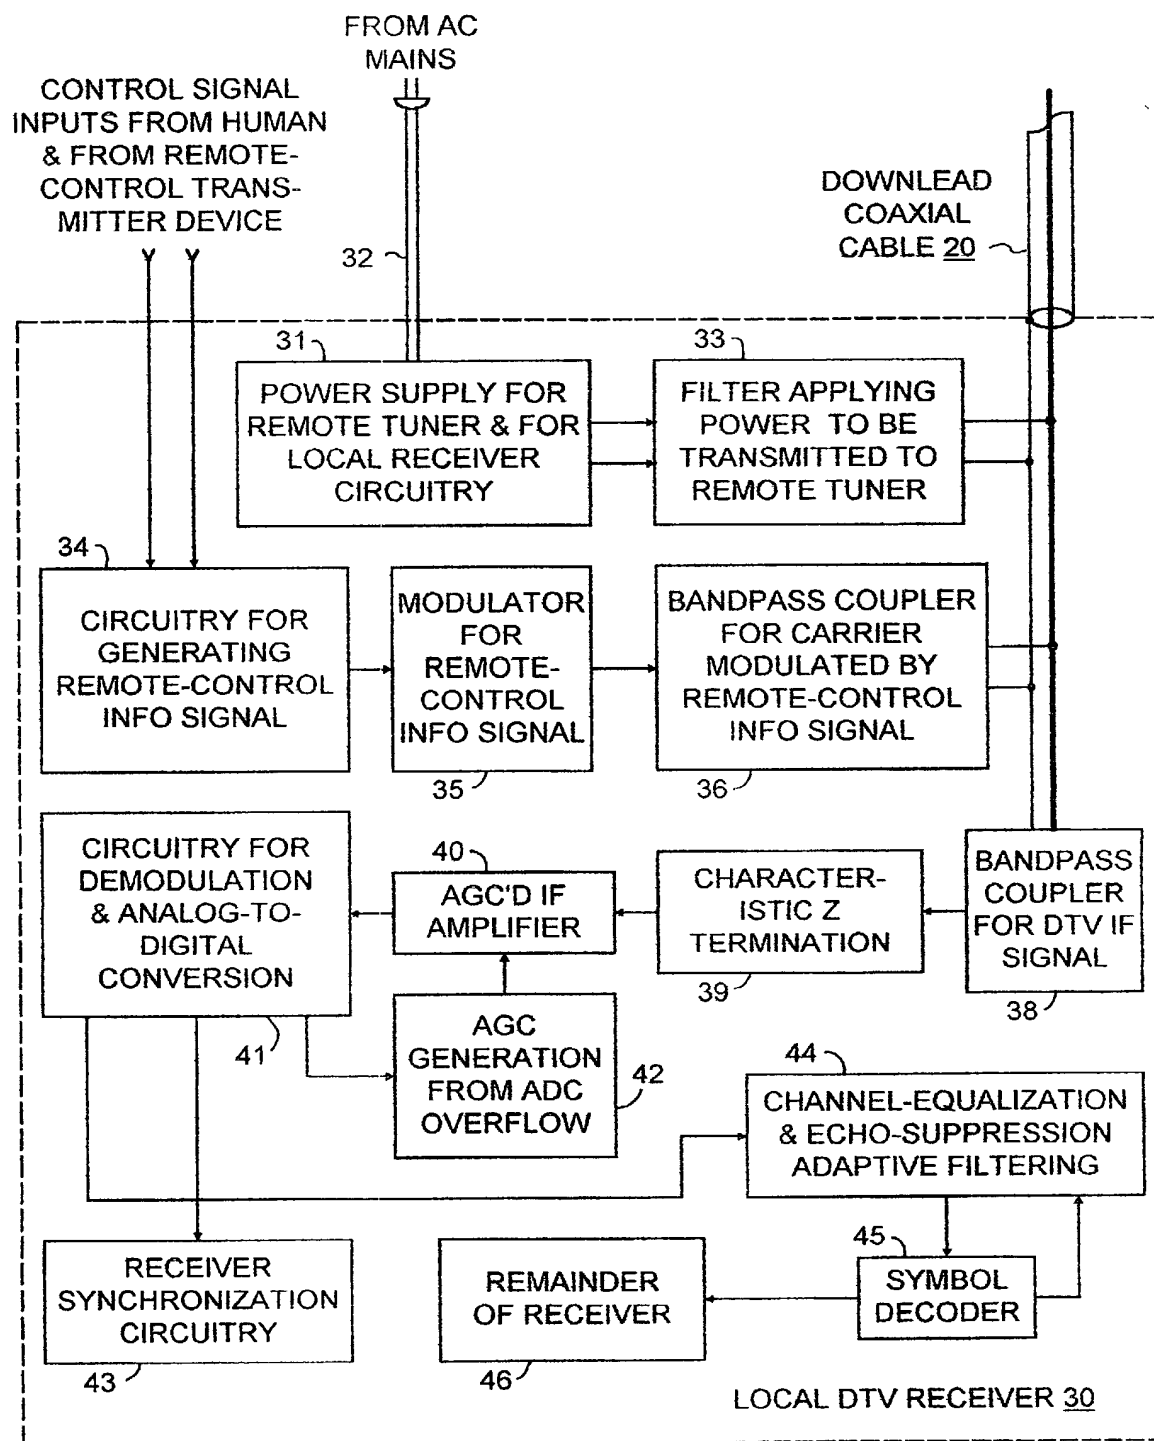 FROM AC
MAINS
CONTROL SIGNAL
INPUTS FROM HUMAN
& FROM REMOTE-
CONTROL TRANS-
MITTER DEVICE
32
DOWNLEAD
COAXIAL
CABLE 20
31
POWER SUPPLY FOR
REMOTE TUNER & FOR
LOCAL RECEIVER
CIRCUITRY
33
FILTER APPLYING
POWER TO BE
TRANSMITTED TO
REMOTE TUNER
34
CIRCUITRY FOR
GENERATING
REMOTE-CONTROL
INFO SIGNAL
MODULATOR
FOR
REMOTE-
CONTROL
INFO SIGNAL
35
BANDPASS COUPLER
FOR CARRIER
MODULATED BY
REMOTE-CONTROL
INFO SIGNAL
36
CIRCUITRY FOR
DEMODULATION
& ANALOG-TO-
DIGITAL
CONVERSION
41
40
AGC'D IF
AMPLIFIER
CHARACTER-
ISTIC Z
TERMINATION
39
BANDPASS
COUPLER
FOR DTV IF
SIGNAL
38
AGC
GENERATION
FROM ADC
OVERFLOW
42
44
CHANNEL-EQUALIZATION
& ECHO-SUPPRESSION
ADAPTIVE FILTERING
RECEIVER
SYNCHRONIZATION
CIRCUITRY
43
REMAINDER
OF RECEIVER
46
45
SYMBOL
DECODER
LOCAL DTV RECEIVER 30